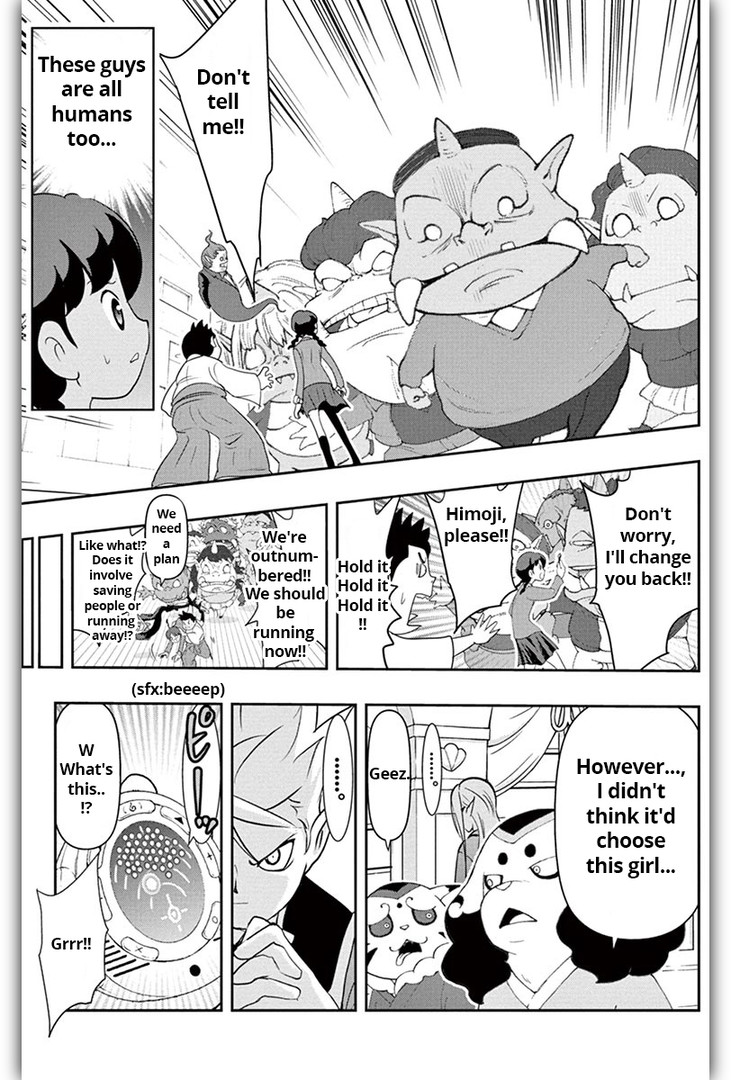 Don't
tell
me!!
These guys
are all
humans
too...
Don't
worry,
I'll change
you back!!
Himoji,
please!!
Hold it
Hold it
Hold it
!!
We're
outnum-
bered!!
We should
be
running
now!!
We
need
a
plan
Like what!?
Does it
involve
saving
people or
running
away!?
However...,
I didn't
think it'd
choose
this girl...
......
Geez...
......
(sfx:beeeep)
ピーッ
W
What's
this..
!?
Grrr!!